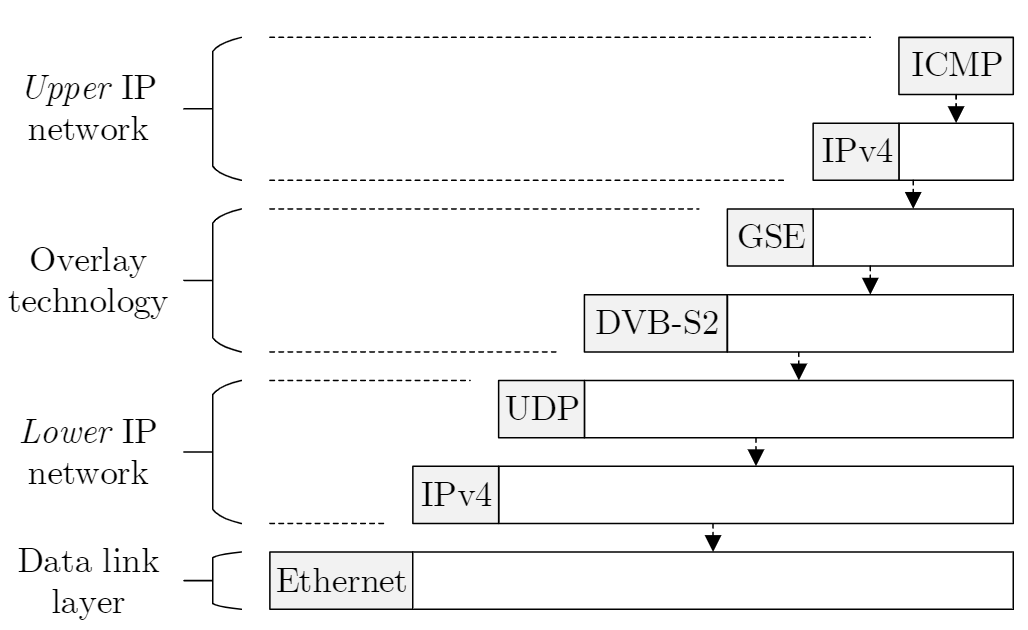 Upper IP
network
ICMP
IPv4
Overlay
technology
GSE
DVB-S2
Lower IP
network
UDP
IPv4
Data link
layer
Ethernet